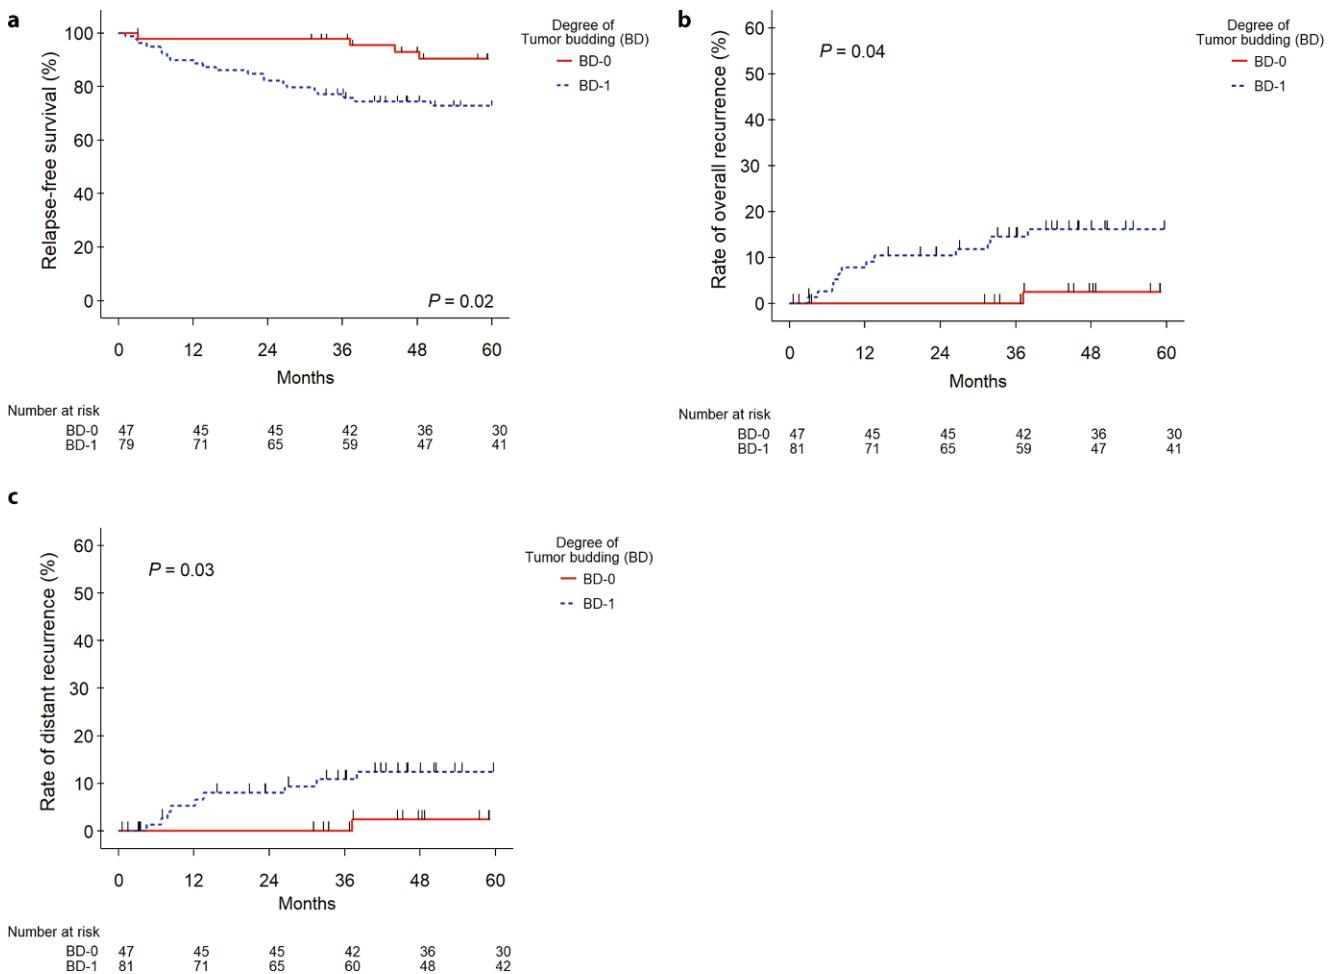 a
Relapse-free survival (%)
100
80
60
40
20
0
P = 0.02
Degree of
Tumor budding (BD)
BD-0
BD-1
0 12 24 36 48 60
Months
Number at risk
BD-0 47 45 45 42 36 30
BD-1 79 71 65 59 47 41
b
Rate of overall recurrence (%)
60
50
40
30
20
10
0
P = 0.04
Degree of
Tumor budding (BD)
BD-0
BD-1
0 12 24 36 48 60
Months
Number at risk
BD-0 47 45 45 42 36 30
BD-1 81 71 65 59 47 41
c
Rate of distant recurrence (%)
60
50
40
30
20
10
0
P = 0.03
Degree of
Tumor budding (BD)
BD-0
BD-1
0 12 24 36 48 60
Months
Number at risk
BD-0 47 45 45 42 36 30
BD-1 81 71 65 60 48 42